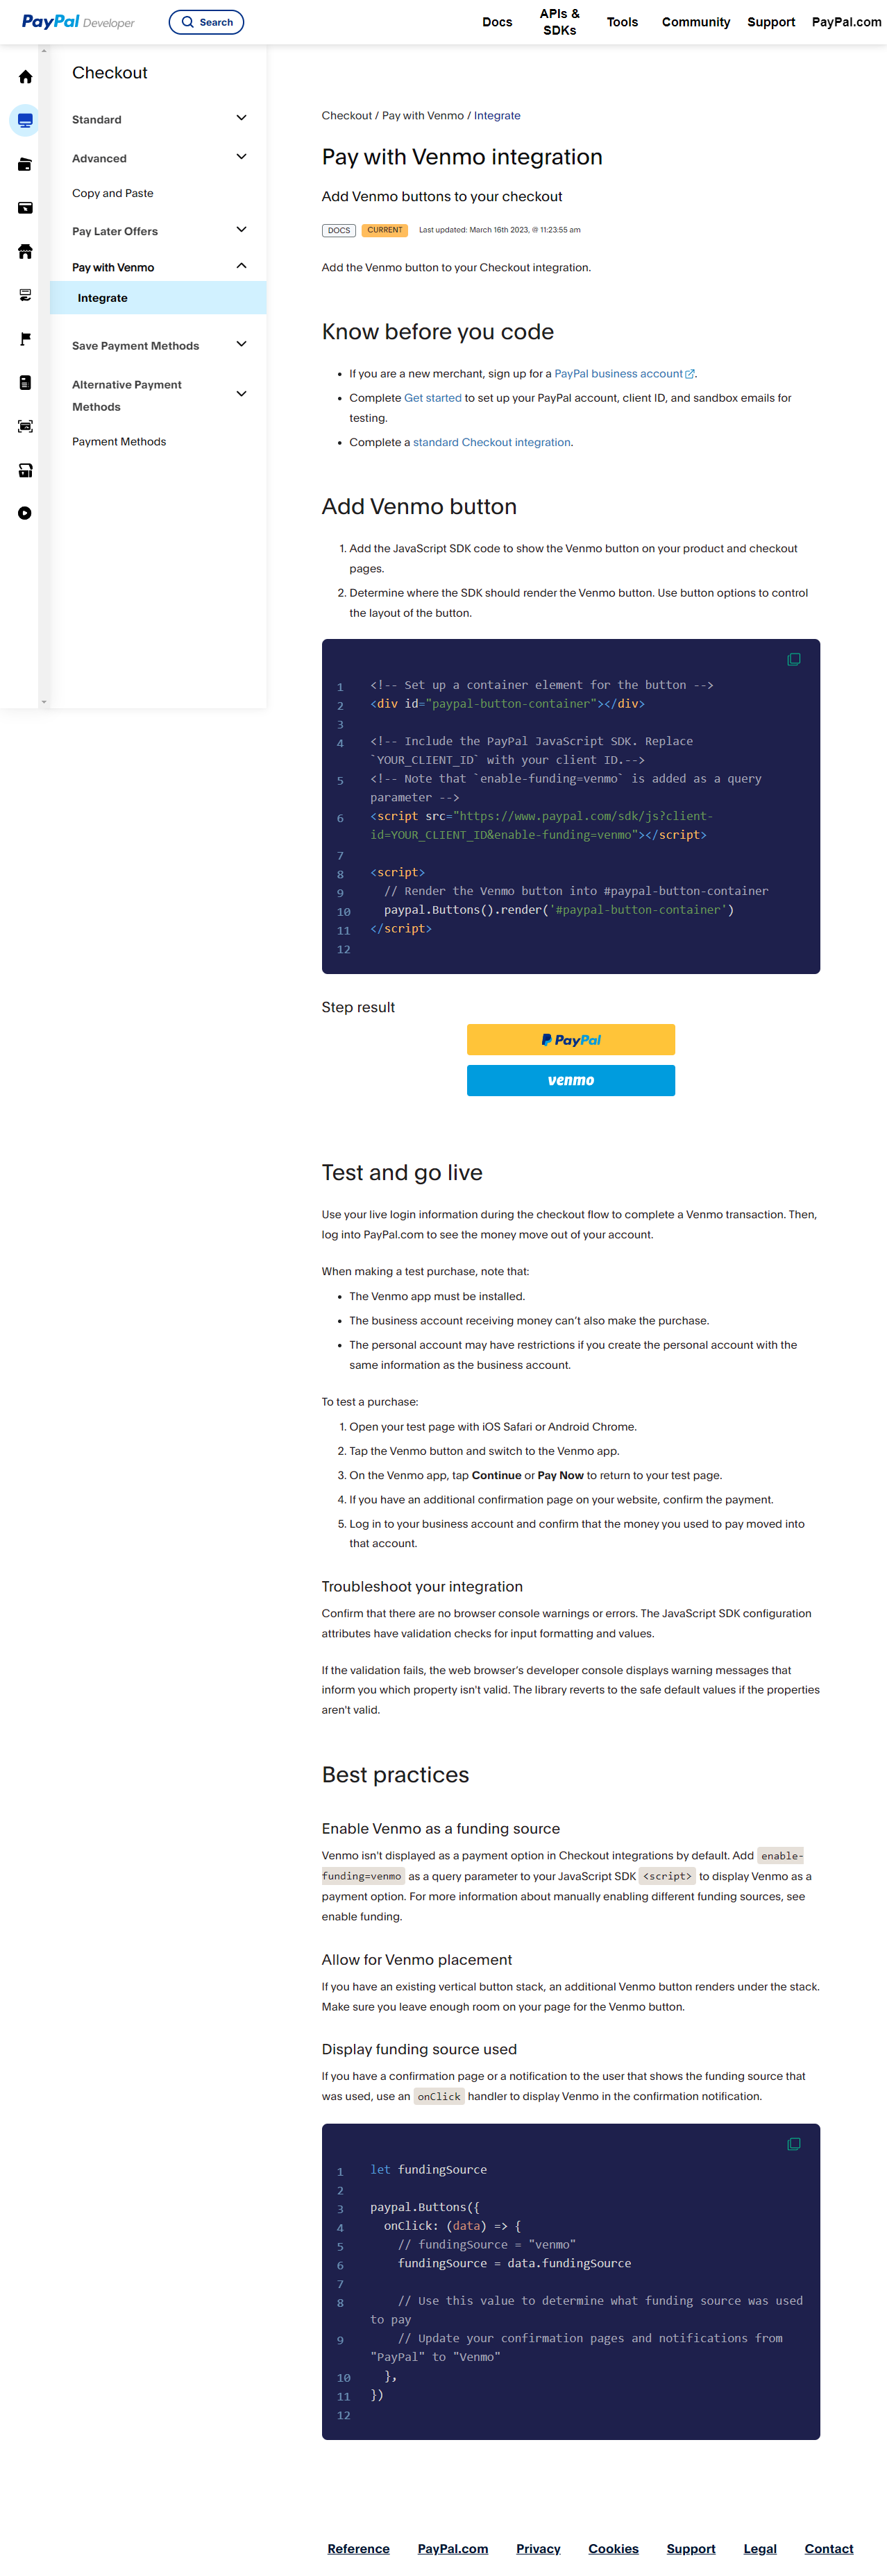 PayPal Developer
Search
Docs
APIs &
SDKs
Tools
Community
Support
PayPal.com
Checkout
Standard
Advanced
Copy and Paste
Pay Later Offers
Pay with Venmo
Integrate
Save Payment Methods
Alternative Payment
Methods
Payment Methods
Checkout / Pay with Venmo / Integrate
Pay with Venmo integration
Add Venmo buttons to your checkout
DOCS CURRENT Last updated: March 16th 2023, @ 11:23:55 am
Add the Venmo button to your Checkout integration.
Know before you code
• If you are a new merchant, sign up for a PayPal business account.
• Complete Get started to set up your PayPal account, client ID, and sandbox emails for
testing.
• Complete a standard Checkout integration.
Add Venmo button
1. Add the JavaScript SDK code to show the Venmo button on your product and checkout
pages.
2. Determine where the SDK should render the Venmo button. Use button options to control
the layout of the button.
1 <!-- Set up a container element for the button -->
2 <div id="paypal-button-container"></div>
3
4 <!-- Include the PayPal JavaScript SDK. Replace
`YOUR_CLIENT_ID` with your client ID.-->
5 <!-- Note that `enable-funding=venmo` is added as a query
parameter -->
6 <script src="https://www.paypal.com/sdk/js?client-
id=YOUR_CLIENT_ID&enable-funding=venmo"></script>
7
8 <script>
9 // Render the Venmo button into #paypal-button-container
10 paypal.Buttons().render('#paypal-button-container')
11 </script>
12
Step result
PayPal
venmo
Test and go live
Use your live login information during the checkout flow to complete a Venmo transaction. Then,
log into PayPal.com to see the money move out of your account.
When making a test purchase, note that:
• The Venmo app must be installed.
• The business account receiving money can't also make the purchase.
• The personal account may have restrictions if you create the personal account with the
same information as the business account.
To test a purchase:
1. Open your test page with iOS Safari or Android Chrome.
2. Tap the Venmo button and switch to the Venmo app.
3. On the Venmo app, tap Continue or Pay Now to return to your test page.
4. If you have an additional confirmation page on your website, confirm the payment.
5. Log in to your business account and confirm that the money you used to pay moved into
that account.
Troubleshoot your integration
Confirm that there are no browser console warnings or errors. The JavaScript SDK configuration
attributes have validation checks for input formatting and values.
If the validation fails, the web browser's developer console displays warning messages that
inform you which property isn't valid. The library reverts to the safe default values if the properties
aren't valid.
Best practices
Enable Venmo as a funding source
Venmo isn't displayed as a payment option in Checkout integrations by default. Add enable-
funding=venmo as a query parameter to your JavaScript SDK <script> to display Venmo as a
payment option. For more information about manually enabling different funding sources, see
enable funding.
Allow for Venmo placement
If you have an existing vertical button stack, an additional Venmo button renders under the stack.
Make sure you leave enough room on your page for the Venmo button.
Display funding source used
If you have a confirmation page or a notification to the user that shows the funding source that
was used, use an onClick handler to display Venmo in the confirmation notification.
1 let fundingSource
2
3 paypal.Buttons({
4 onClick: (data) => {
5 // fundingSource = "venmo"
6 fundingSource = data.fundingSource
7
8 // Use this value to determine what funding source was used
to pay
9 // Update your confirmation pages and notifications from
"PayPal" to "Venmo"
10 },
11 })
12
Reference PayPal.com Privacy Cookies Support Legal Contact